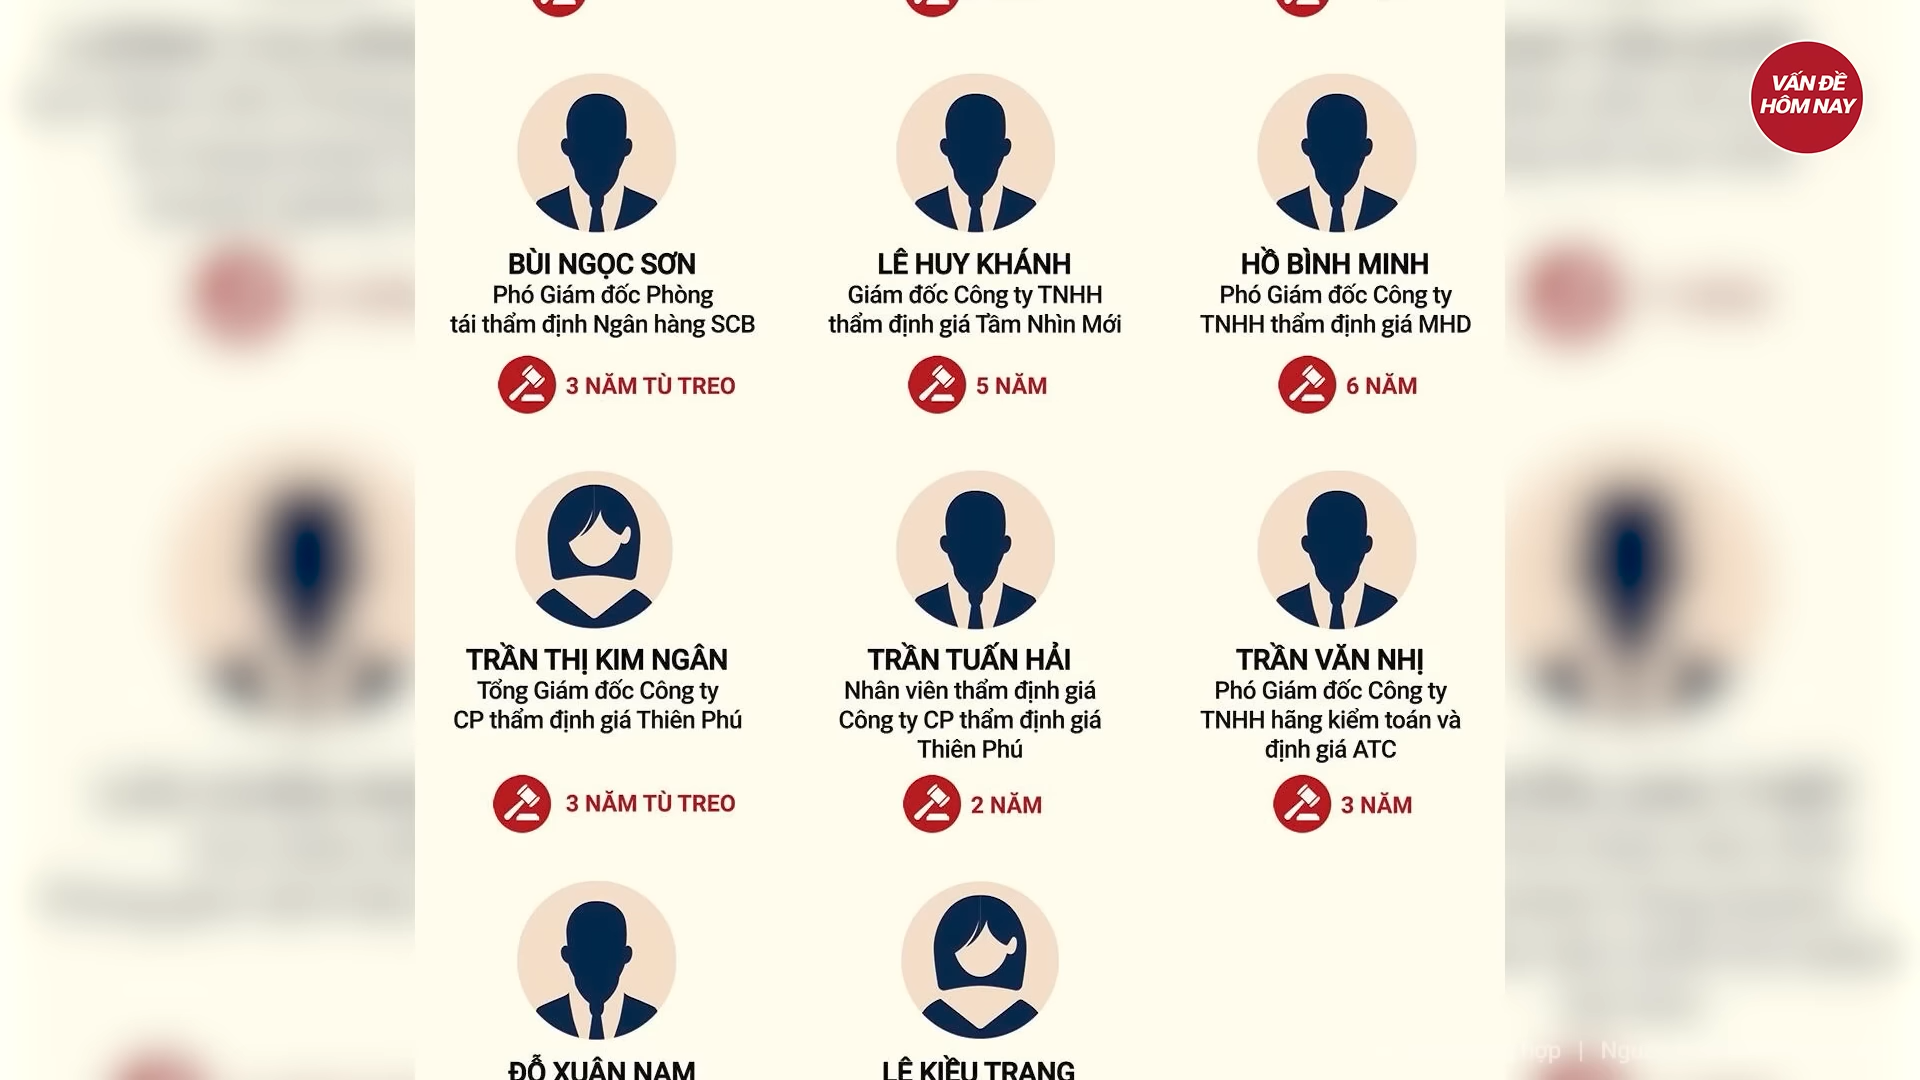 VẤN ĐỀ
HÔM NAY
BÙI NGỌC SƠN
Phó Giám đốc Phòng
tái thẩm định Ngân hàng SCB
3 NĂM TÙ TREO
LÊ HUY KHÁNH
Giám đốc Công ty TNHH
thẩm định giá Tầm Nhìn Mới
5 NĂM
HỒ BÌNH MINH
Phó Giám đốc Công ty
TNHH thẩm định giá MHD
6 NĂM
TRẦN THỊ KIM NGÂN
Tổng Giám đốc Công ty
CP thẩm định giá Thiên Phú
3 NĂM TÙ TREO
TRẦN TUẤN HẢI
Nhân viên thẩm định giá
Công ty CP thẩm định giá
Thiên Phú
2 NĂM
TRẦN VĂN NHỊ
Phó Giám đốc Công ty
TNHH hãng kiểm toán và
định giá ATC
3 NĂM
ĐỖ XUÂN NAM
LÊ KIỀU TRANG